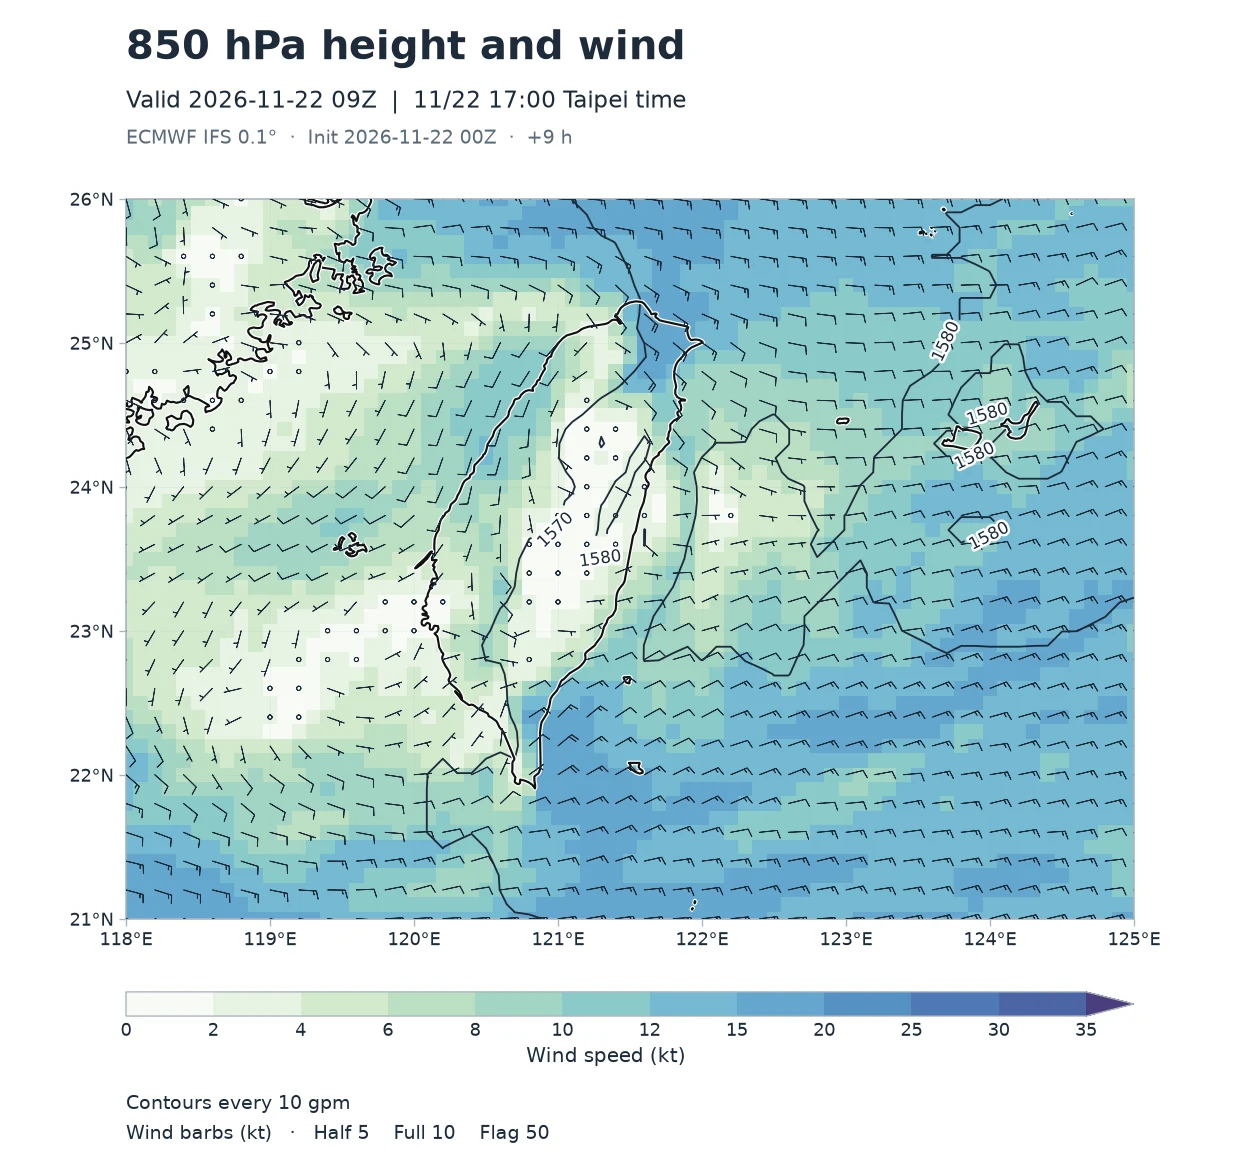 850 hPa height and wind
Valid 2026-11-22 09Z | 11/22 17:00 Taipei time
ECMWF IFS 0.1° · Init 2026-11-22 00Z · +9 h
26°N
25°N
24°N
23°N
22°N
21°N
1580
1580
1580
1570
1580
1580
118°E 119°E 120°E 121°E 122°E 123°E 124°E 125°E
0 2 4 6 8 10 12 15 20 25 30 35
Wind speed (kt)
Contours every 10 gpm
Wind barbs (kt) · Half 5 Full 10 Flag 50